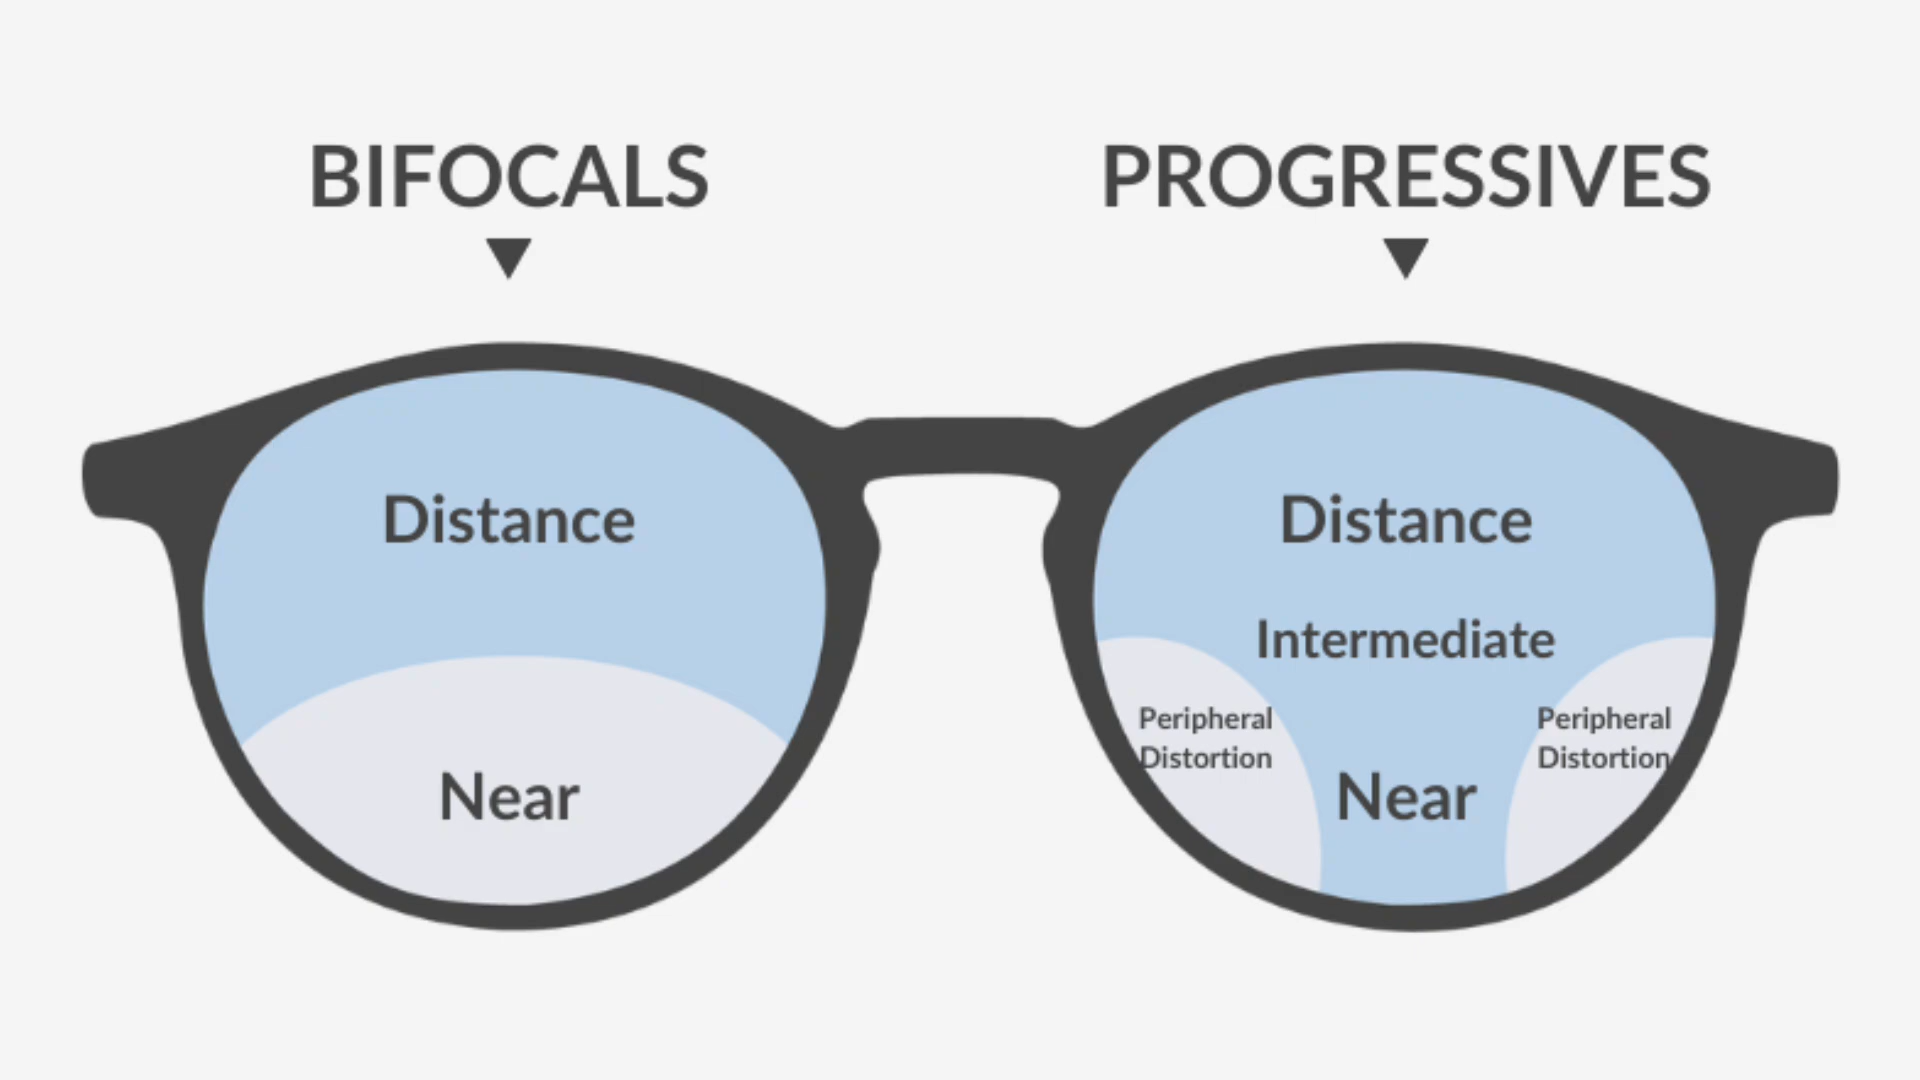 BIFOCALS
PROGRESSIVES
Distance
Near
Distance
Intermediate
Peripheral
Distortion
Peripheral
Distortion
Near